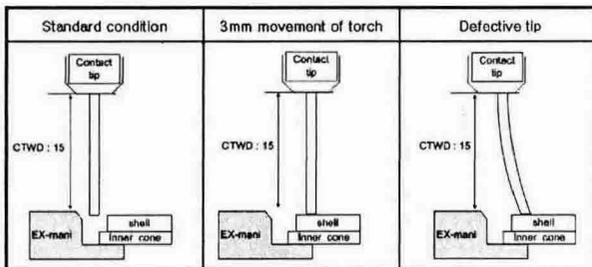 Standard condition
3mm movement of torch
Defective tip
Contact
tip
CTWD : 15
shell
EX-mani
Inner cone
Contact
tip
CTWD : 15
shell
EX-mani
Inner cone
Contact
tip
CTWD : 15
shell
EX-mani
Inner cone